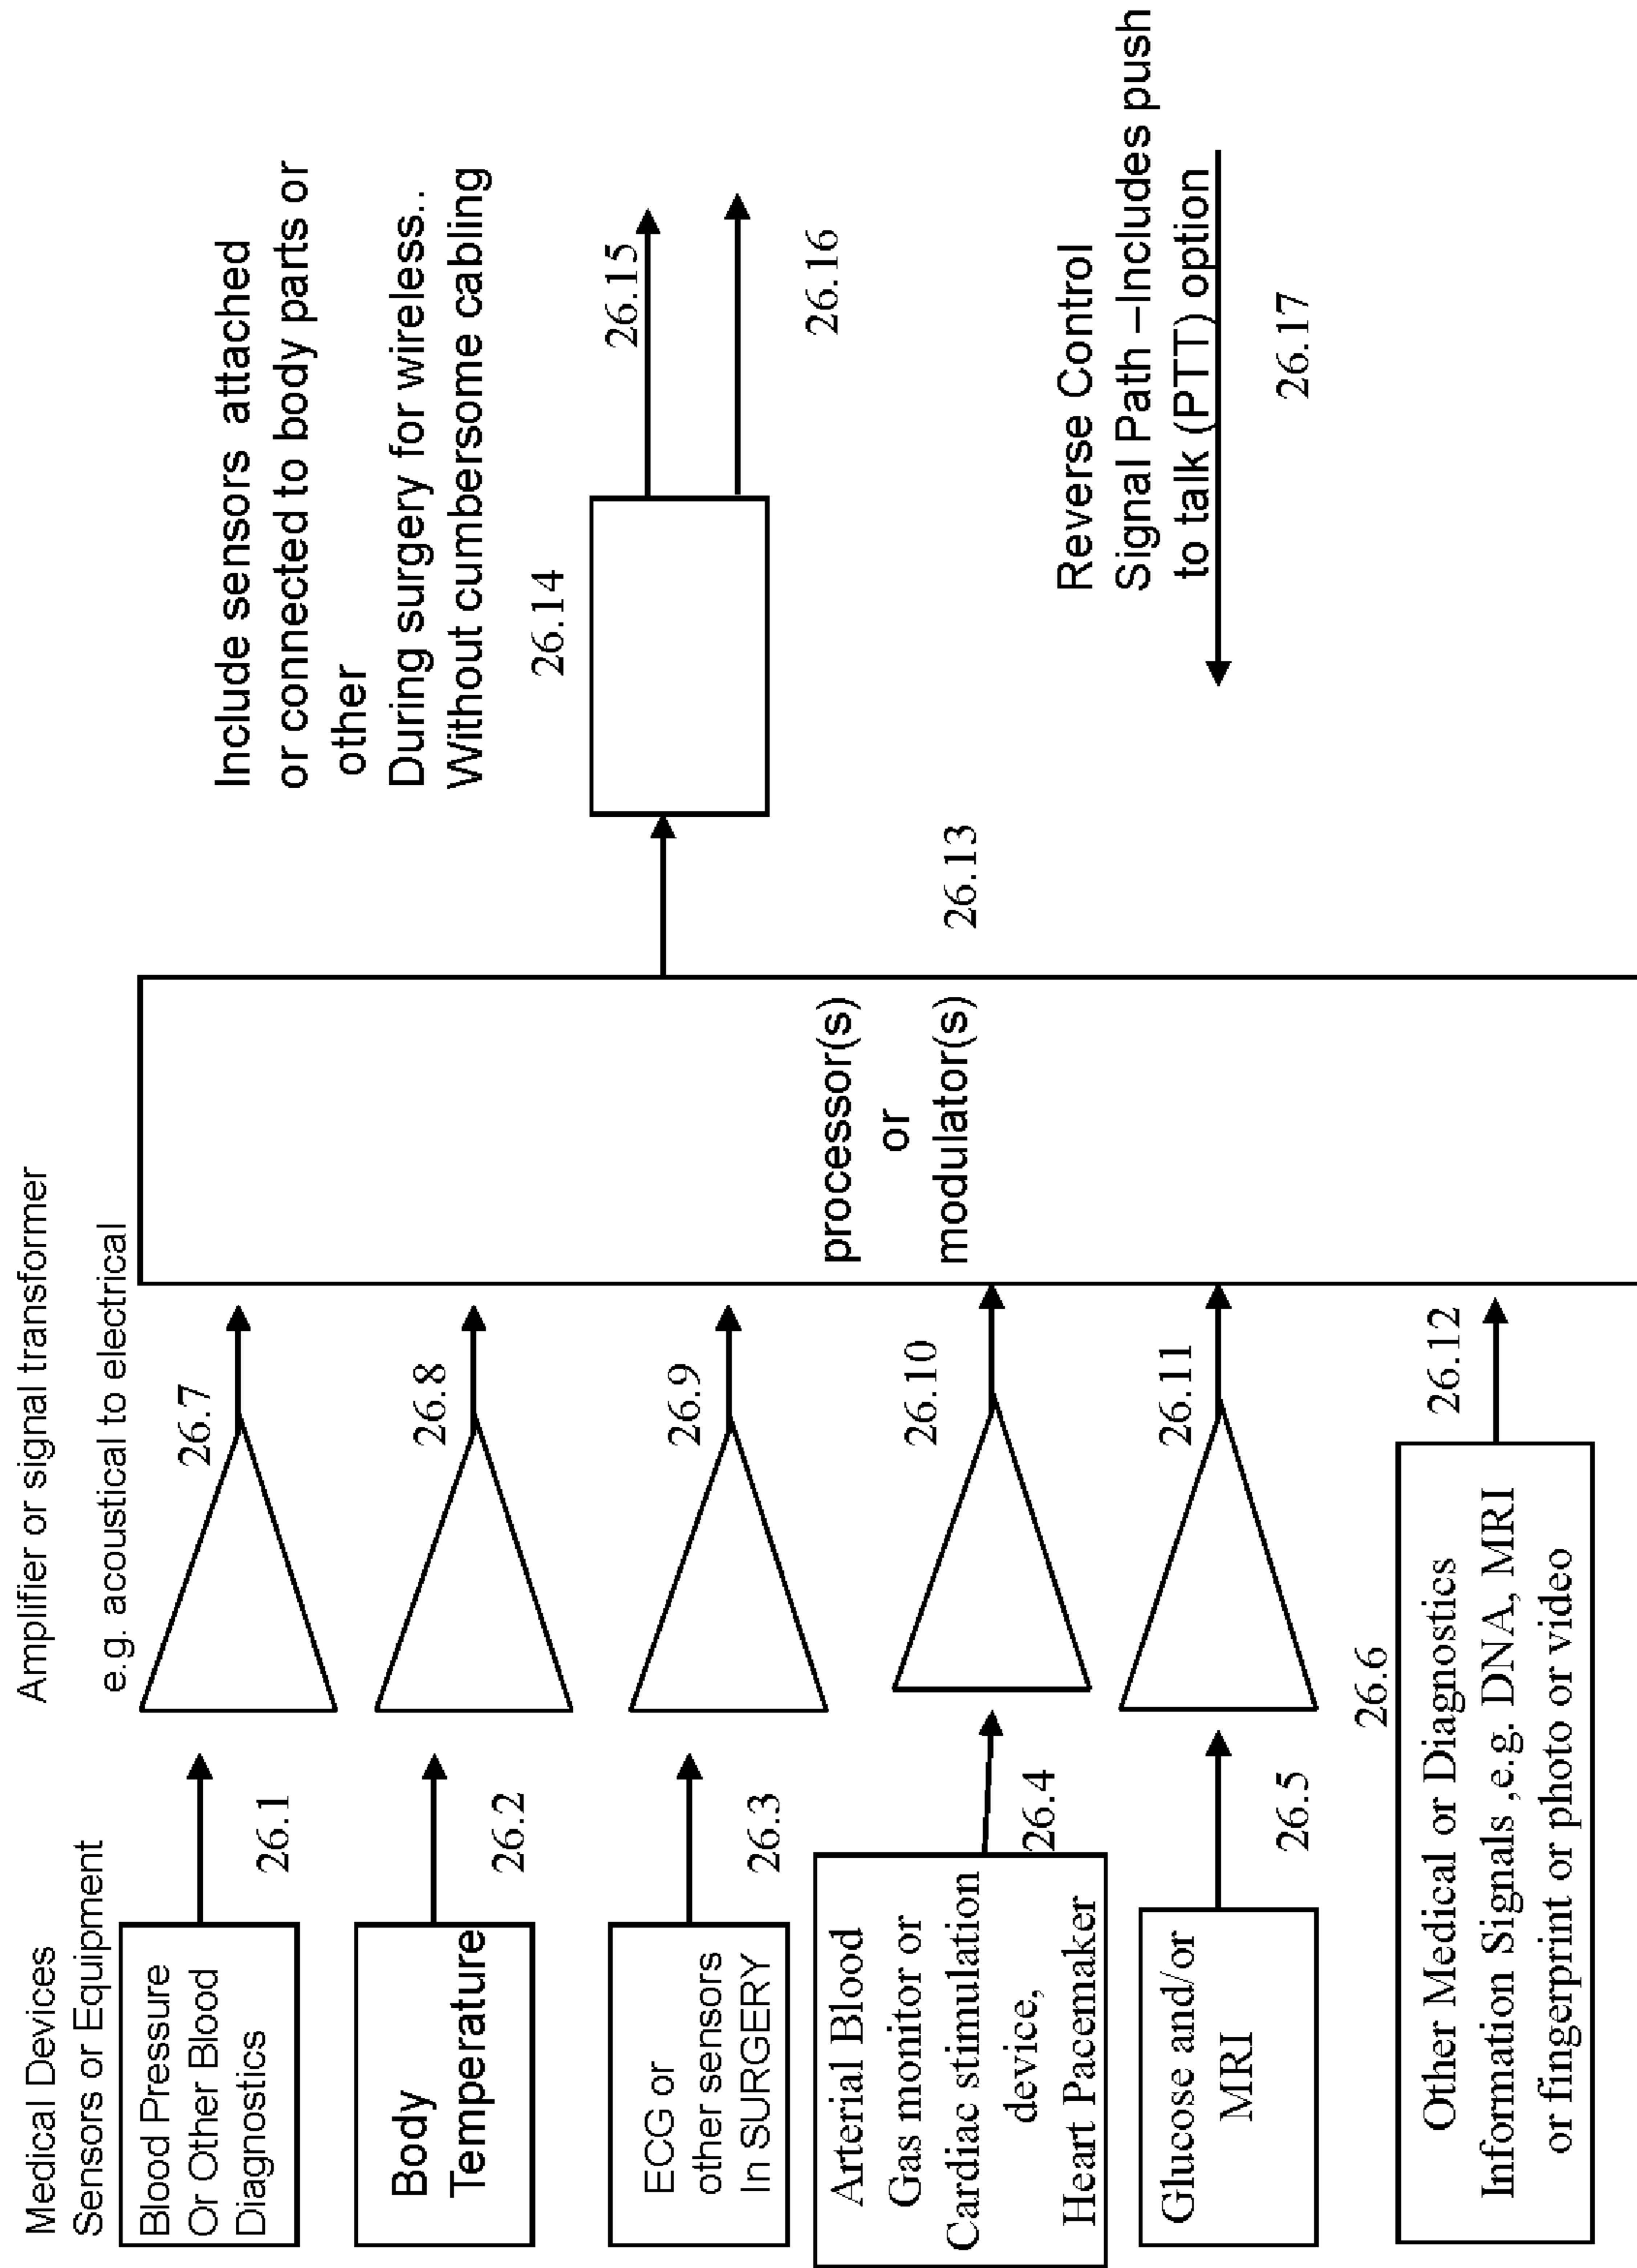 Medical Devices
Sensors or Equipment
Amplifier or signal transformer
e.g. acoustical to electrical
Blood Pressure
Or Other Blood
Diagnostics
26.1
26.7
Body
Temperature
26.2
26.8
ECG or
other sensors
In SURGERY
26.3
26.9
Arterial Blood
Gas monitor or
Cardiac stimulation
device,
Heart Pacemaker
26.4
26.10
Glucose and/or
MRI
26.5
26.11
26.6
Other Medical or Diagnostics
Information Signals ,e.g. DNA, MRI
or fingerprint or photo or video
26.12
processor(s)
or
modulator(s)
26.13
Include sensors attached
or connected to body parts or
other
During surgery for wireless..
Without cumbersome cabling
26.14
26.15
26.16
Reverse Control
Signal Path –Includes push
to talk (PTT) option
26.17